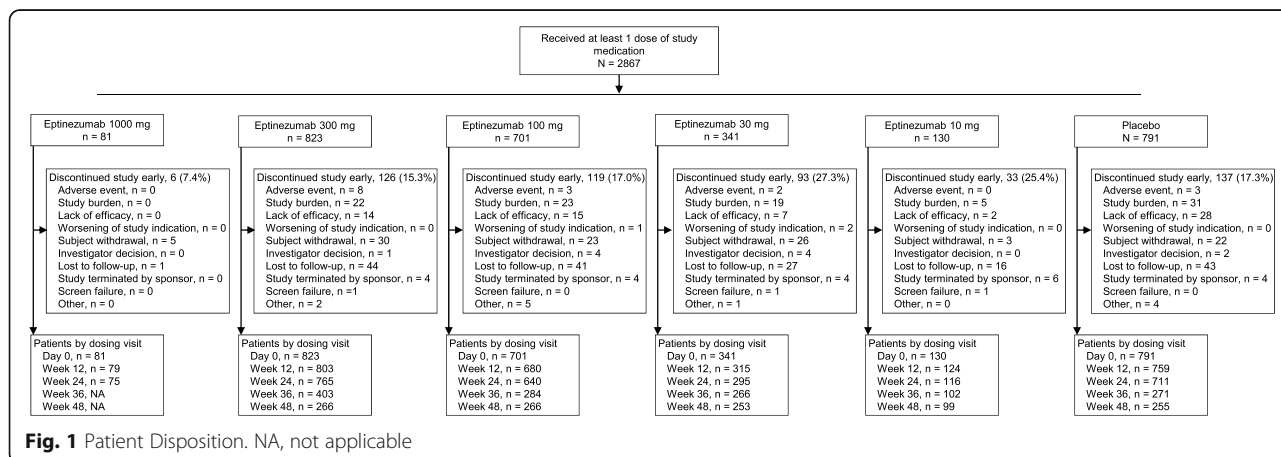 Received at least 1 dose of study
medication
N = 2867
Eptinezumab 1000 mg
n = 81
Discontinued study early, 6 (7.4%)
Adverse event, n = 0
Study burden, n = 0
Lack of efficacy, n = 0
Worsening of study indication, n = 0
Subject withdrawal, n = 5
Investigator decision, n = 0
Lost to follow-up, n = 1
Study terminated by sponsor, n = 0
Screen failure, n = 0
Other, n = 0
Patients by dosing visit
Day 0, n = 81
Week 12, n = 79
Week 24, n = 75
Week 36, NA
Week 48, NA
Eptinezumab 300 mg
n = 823
Discontinued study early, 126 (15.3%)
Adverse event, n = 8
Study burden, n = 22
Lack of efficacy, n = 14
Worsening of study indication, n = 0
Subject withdrawal, n = 30
Investigator decision, n = 1
Lost to follow-up, n = 44
Study terminated by sponsor, n = 4
Screen failure, n =1
Other, n = 2
Patients by dosing visit
Day 0, n = 823
Week 12, n = 803
Week 24, n = 765
Week 36, n = 403
Week 48, n = 266
Eptinezumab 100 mg
n = 701
Discontinued study early, 119 (17.0%)
Adverse event, n = 3
Study burden, n = 23
Lack of efficacy, n = 15
Worsening of study indication, n = 1
Subject withdrawal, n = 23
Investigator decision, n = 4
Lost to follow-up, n = 41
Study terminated by sponsor, n = 4
Screen failure, n = 0
Other, n = 5
Patients by dosing visit
Day 0, n = 701
Week 12, n = 680
Week 24, n = 640
Week 36, n = 284
Week 48, n = 266
Eptinezumab 30 mg
n = 341
Discontinued study early, 93 (27.3%)
Adverse event, n = 2
Study burden, n = 19
Lack of efficacy, n = 7
Worsening of study indication, n = 2
Subject withdrawal, n = 26
Investigator decision, n = 4
Lost to follow-up, n = 27
Study terminated by sponsor, n = 4
Screen failure, n = 1
Other, n = 1
Patients by dosing visit
Day 0, n = 341
Week 12, n = 315
Week 24, n = 295
Week 36, n = 266
Week 48, n = 253
Eptinezumab 10 mg
n = 130
Discontinued study early, 33 (25.4%)
Adverse event, n = 0
Study burden, n = 5
Lack of efficacy, n = 2
Worsening of study indication, n = 0
Subject withdrawal, n = 3
Investigator decision, n = 0
Lost to follow-up, n = 16
Study terminated by sponsor, n = 6
Screen failure, n = 1
Other, n = 0
Patients by dosing visit
Day 0, n = 130
Week 12, n = 124
Week 24, n = 116
Week 36, n = 102
Week 48, n = 99
Placebo
N = 791
Discontinued study early, 137 (17.3%)
Adverse event, n = 3
Study burden, n = 31
Lack of efficacy, n = 28
Worsening of study indication, n = 0
Subject withdrawal, n = 22
Investigator decision, n = 2
Lost to follow-up, n = 43
Study terminated by sponsor, n = 4
Screen failure, n = 0
Other, n = 4
Patients by dosing visit
Day 0, n = 791
Week 12, n = 759
Week 24, n = 711
Week 36, n = 271
Week 48, n = 255
Fig. 1 Patient Disposition. NA, not applicable